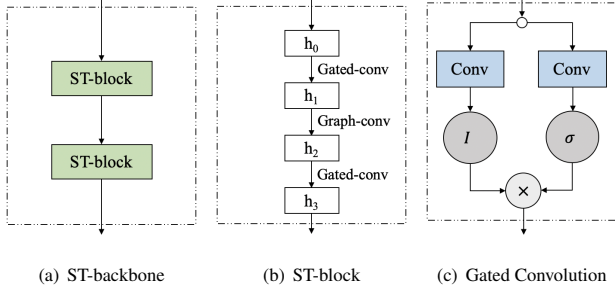 ST-block
ST-block
(a) ST-backbone
h₀
Gated-conv
h₁
Graph-conv
h₂
Gated-conv
h₃
(b) ST-block
Conv Conv
I σ
×
(c) Gated Convolution